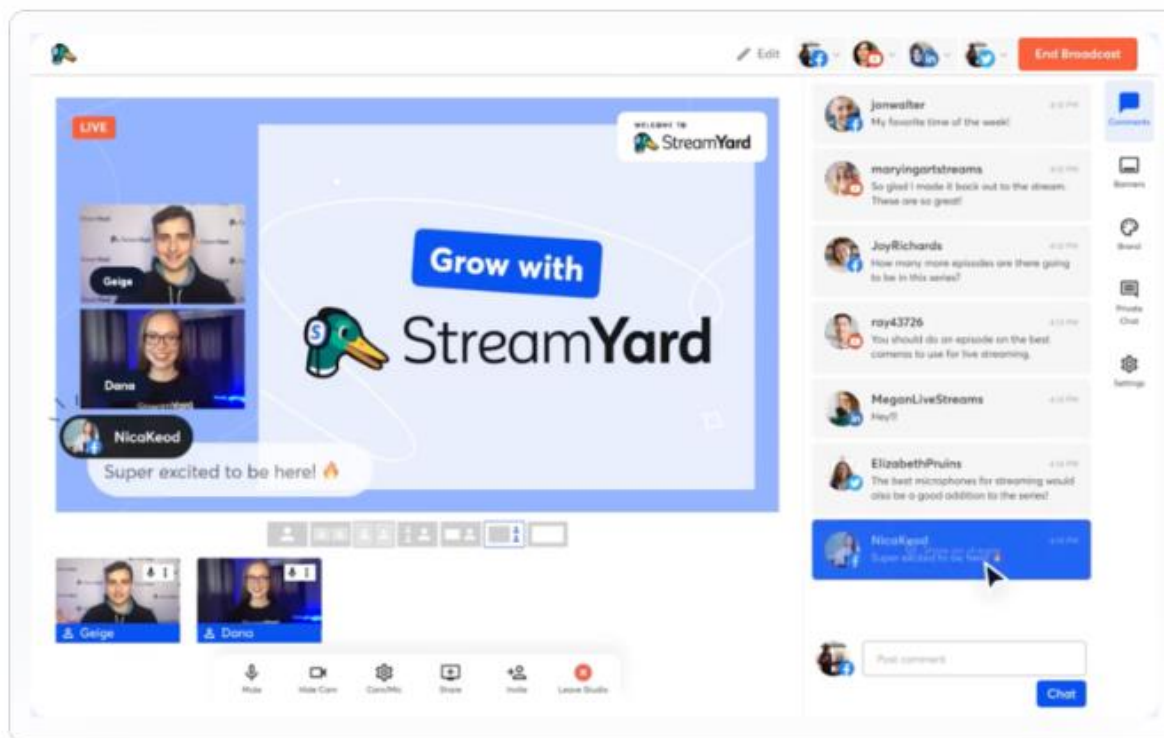 Edit
End Broadcast
LIVE
WELCOME TO
StreamYard
Geige
Grow with
S
StreamYard
Dana
NicaKeod
Super excited to be here!
Geige
Dana
Mute
Hide Cam
Cam/Mic
Share
Invite
Leave Studio
jonwalter
My favorite time of the week!
maryingartstreams
So glad I made it back out to the stream.
These are so great!
JoyRichards
How many more episodes are there going
to be in this series?
ray43726
You should do an episode on the best
cameras to use for live streaming.
MeganLiveStreams
Hey!!
ElizabethPruins
The best microphones for streaming would
also be a good addition to the series!
NicaKeod
Super excited to be here!
Post comment
Chat
Comments
Banners
Brand
Private
Chat
Settings